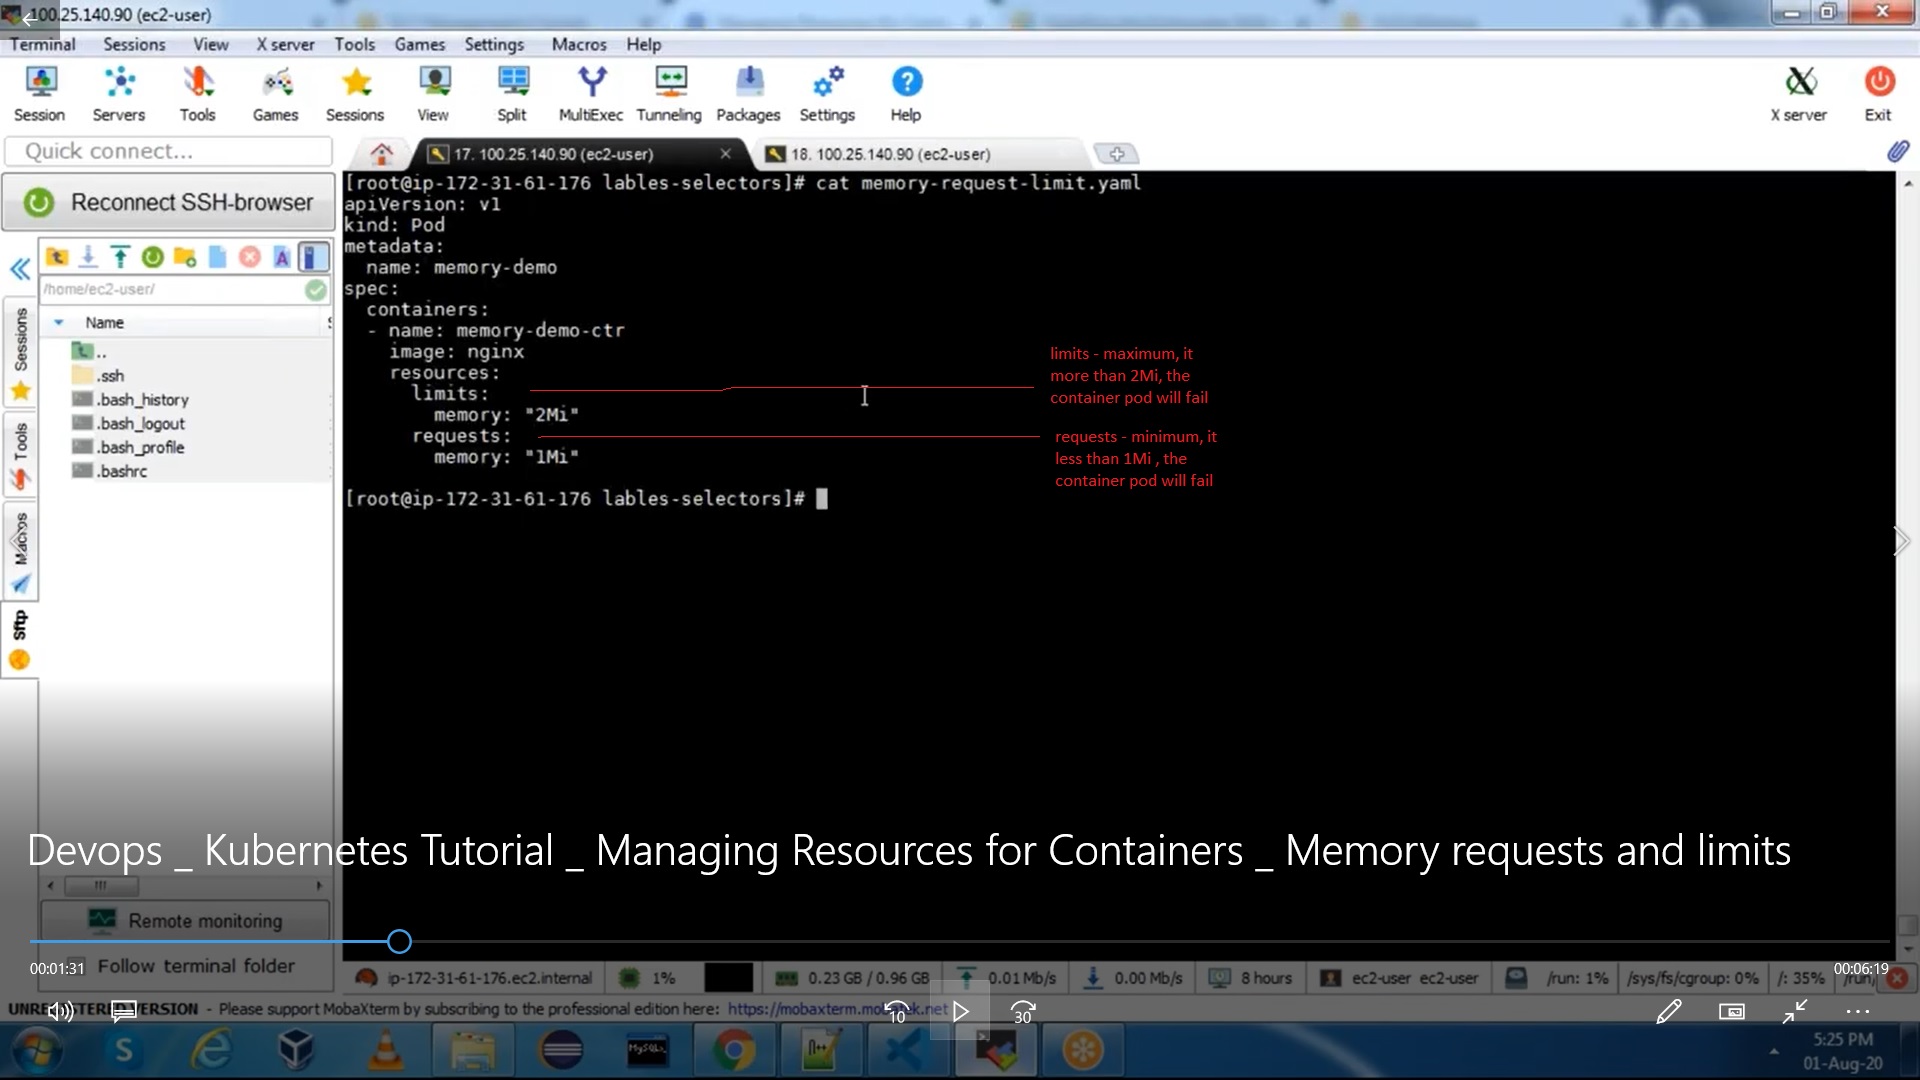 100.25.140.90 (ec2-user)
Terminal Sessions View X server Tools Games Settings Macros Help
Session Servers Tools Games Sessions View Split MultiExec Tunneling Packages Settings Help X server Exit
Quick connect...
17. 100.25.140.90 (ec2-user)
18. 100.25.140.90 (ec2-user)
Reconnect SSH-browser
/home/ec2-user/
Name
..
.ssh
.bash_history
.bash_logout
.bash_profile
.bashrc
Sessions
Tools
Macros
Sftp
[root@ip-172-31-61-176 lables-selectors]# cat memory-request-limit.yaml
apiVersion: v1
kind: Pod
metadata:
  name: memory-demo
spec:
  containers:
  - name: memory-demo-ctr
    image: nginx
    resources:
      limits:
        memory: "2Mi"
      requests:
        memory: "1Mi"
[root@ip-172-31-61-176 lables-selectors]#
limits - maximum, it
more than 2Mi, the
container pod will fail
requests - minimum, it
less than 1Mi , the
container pod will fail
Devops _ Kubernetes Tutorial _ Managing Resources for Containers _ Memory requests and limits
Remote monitoring
00:01:31
00:06:19
Follow terminal folder
ip-172-31-61-176.ec2.internal 1% 0.23 GB / 0.96 GB 0.01 Mb/s 0.00 Mb/s 8 hours ec2-user ec2-user /run: 1% /sys/fs/cgroup: 0% /: 35% /run/
UNREGISTERED VERSION - Please support MobaXterm by subscribing to the professional edition here: https://mobaxterm.mobatek.net
10
30
MySQL
5:25 PM
01-Aug-20